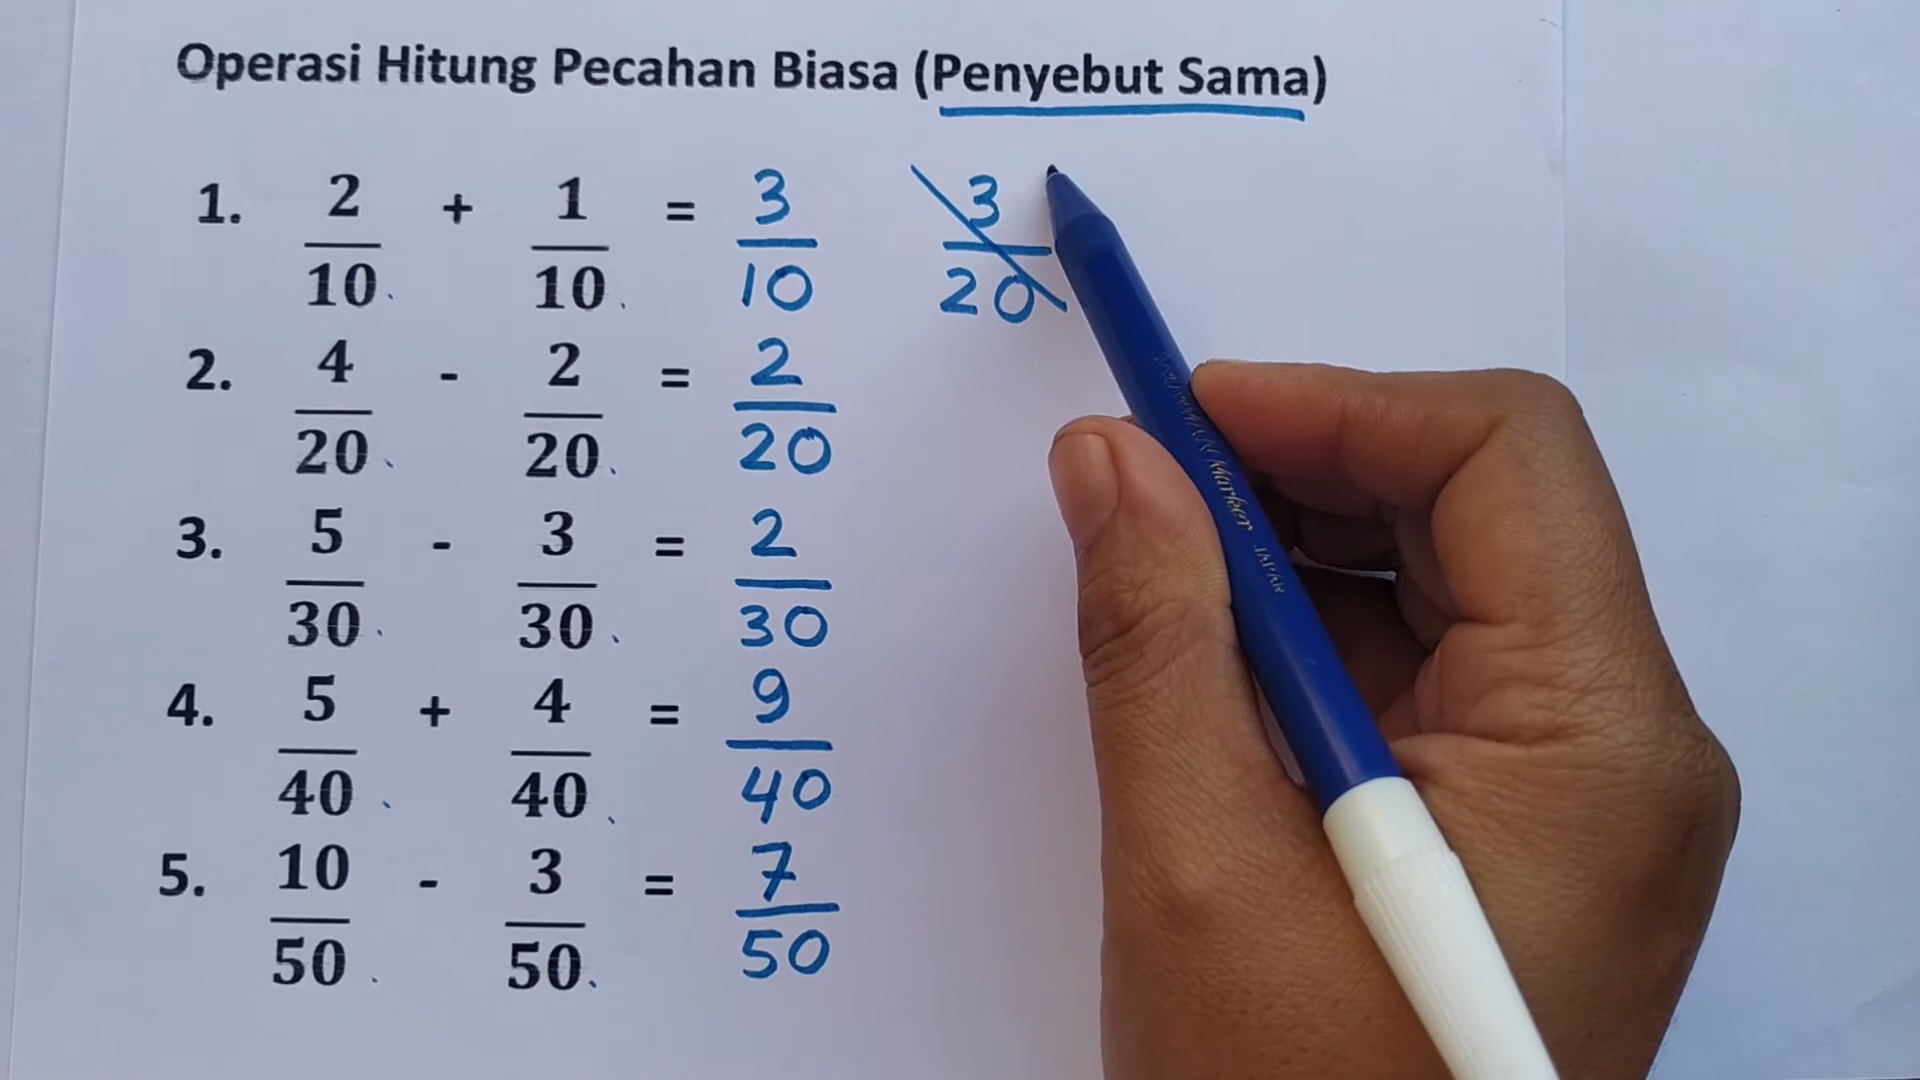 Operasi Hitung Pecahan Biasa (Penyebut Sama)
1. 2/10 + 1/10 = 3/10 3/20
2. 4/20 - 2/20 = 2/20
3. 5/30 - 3/30 = 2/30
4. 5/40 + 4/40 = 9/40
5. 10/50 - 3/50 = 7/50
Marker JAPAN